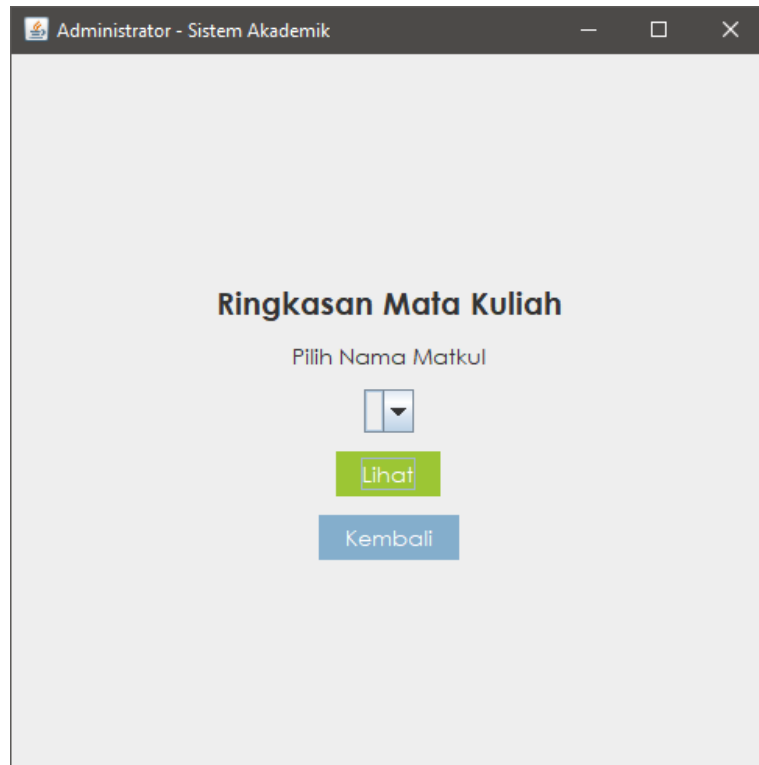 Administrator - Sistem Akademik
Ringkasan Mata Kuliah
Pilih Nama Matkul
Lihat
Kembali